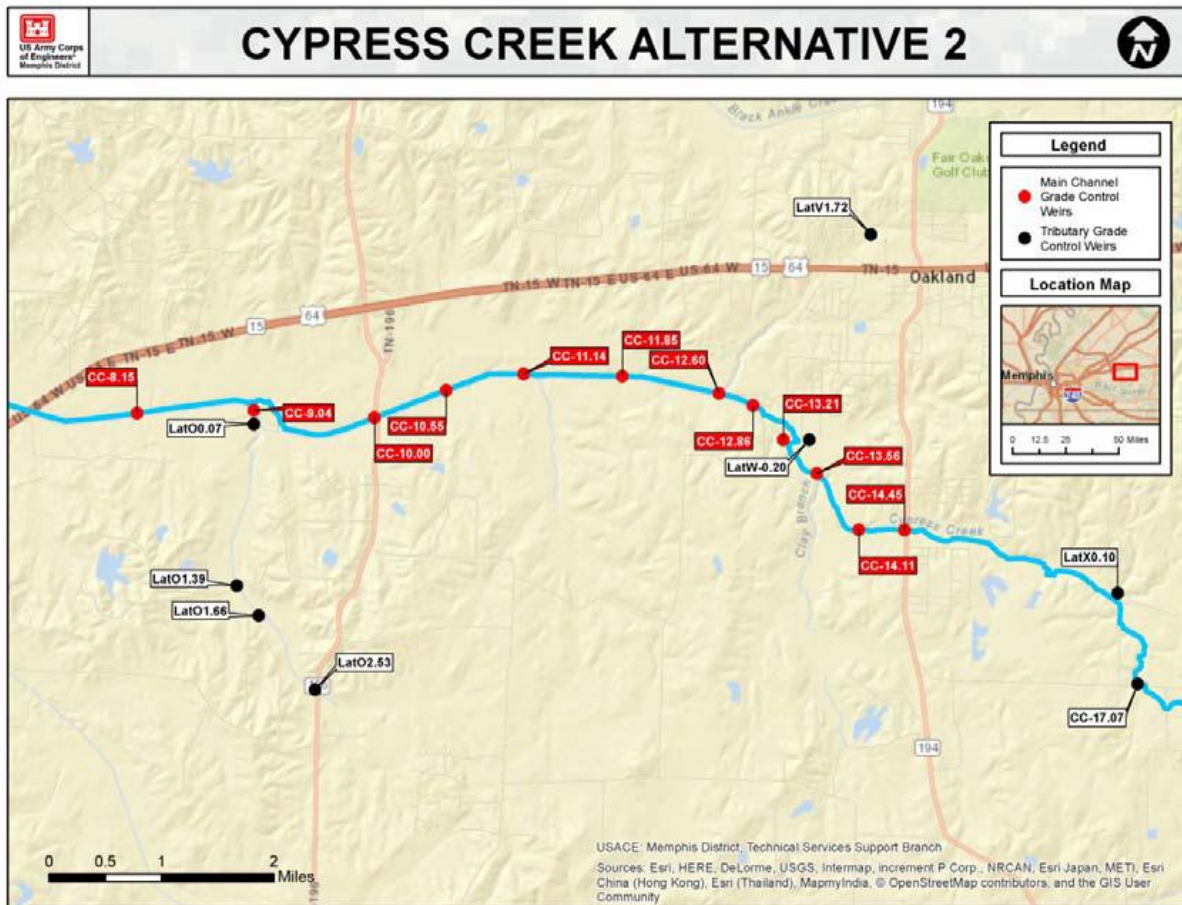 US Army Corps
of Engineers®
Memphis District
CYPRESS CREEK ALTERNATIVE 2
N
Black Ankle
194
Fair Oaks
Golf Club
Legend
Main Channel
Grade Control
Weirs
Tributary Grade
Control Weirs
Location Map
Memphis
0 12.5 25 50 Miles
LatV1.72
TN-15 W TN-15 E US 64 E US 64 W
15
64
TN-15
Oakland
64
15
TN-15 W
TN-15 E
US 64 W US 64 E
TN-196
CC-8.15
CC-9.04
LatO0.07
CC-10.00
CC-10.55
CC-11.14
CC-11.85
CC-12.60
CC-12.86
CC-13.21
LatW-0.20
CC-13.56
Clay Branch
CC-14.45
Cypress Creek
CC-14.11
LatX0.10
LatO1.39
LatO1.66
LatO2.53
CC-17.07
194
196
0 0.5 1 2
Miles
USACE: Memphis District, Technical Services Support Branch
Sources: Esri, HERE, DeLorme, USGS, Intermap, increment P Corp., NRCAN, Esri Japan, METI, Esri
China (Hong Kong), Esri (Thailand), MapmyIndia, © OpenStreetMap contributors, and the GIS User
Community